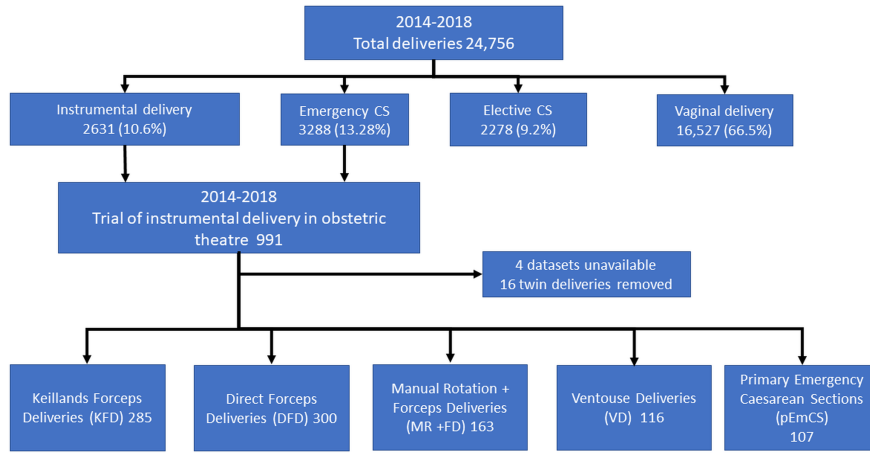 2014-2018
Total deliveries 24,756
Instrumental delivery
2631 (10.6%)
Emergency CS
3288 (13.28%)
Elective CS
2278 (9.2%)
Vaginal delivery
16,527 (66.5%)
2014-2018
Trial of instrumental delivery in obstetric
theatre 991
4 datasets unavailable
16 twin deliveries removed
Keillands Forceps
Deliveries (KFD) 285
Direct Forceps
Deliveries (DFD) 300
Manual Rotation +
Forceps Deliveries
(MR +FD) 163
Ventouse Deliveries
(VD) 116
Primary Emergency
Caesarean Sections
(pEmCS)
107